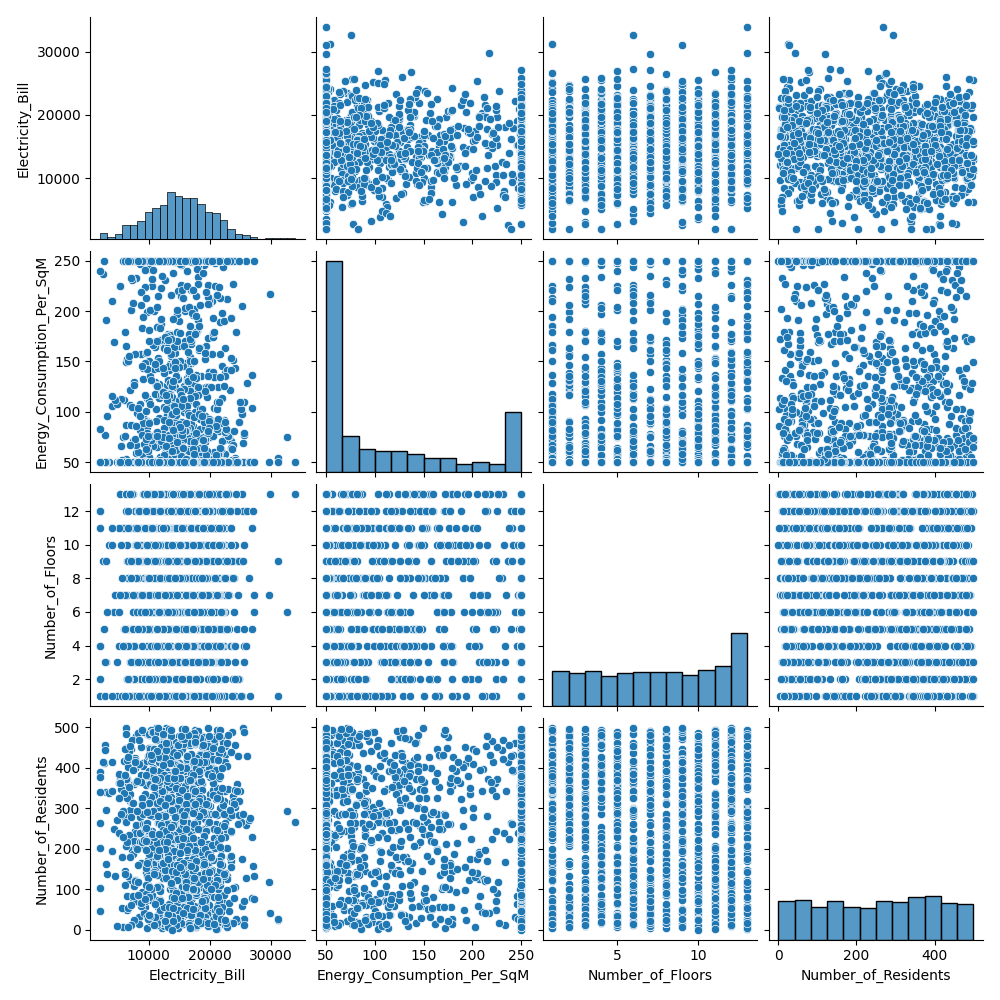 Electricity_Bill
30000
20000
10000
Energy_Consumption_Per_SqM
250
200
150
100
50
Number_of_Floors
12
10
8
6
4
2
Number_of_Residents
500
400
300
200
100
0
10000 20000 30000
50 100 150 200 250
5 10
0 200 400
Electricity_Bill
Energy_Consumption_Per_SqM
Number_of_Floors
Number_of_Residents